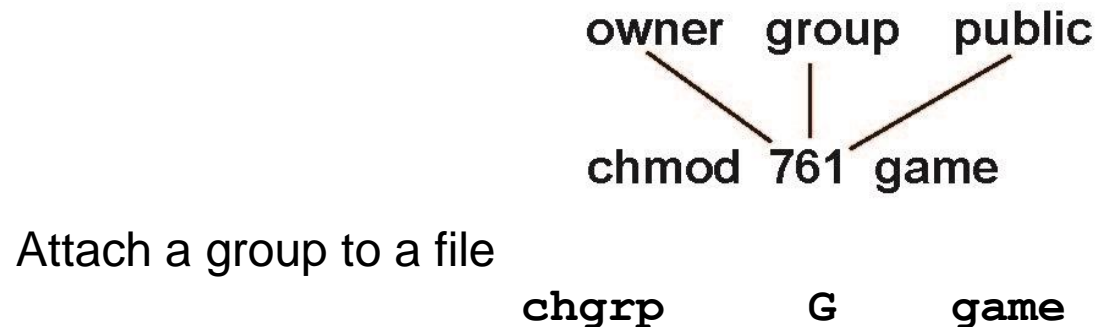 owner group public
chmod 761 game
Attach a group to a file
chgrp G game